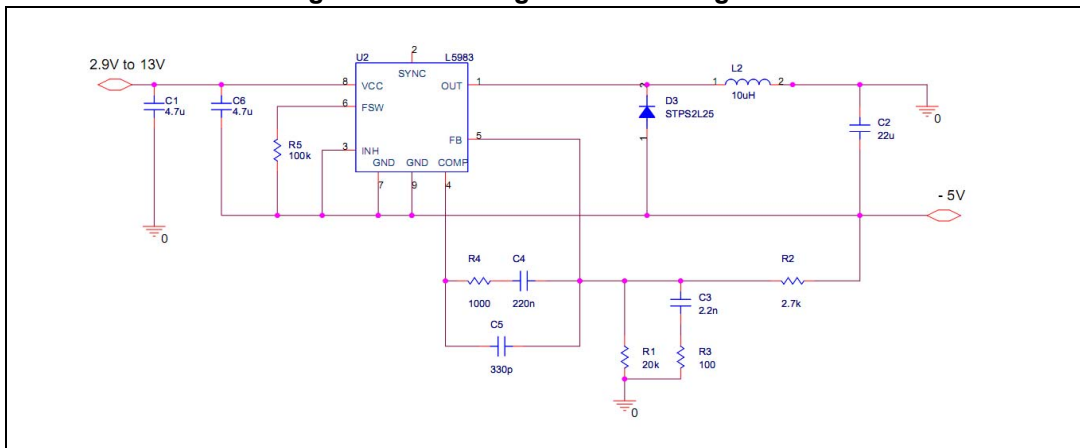 2.9V to 13V
C1
4.7u
0
C6
4.7u
R5
100k
U2
L5983
2
SYNC
8
VCC
6
FSW
3
INH
GND
7
GND
9
COMP
4
OUT
1
FB
5
2
D3
STPS2L25
1
L2
1
2
10uH
0
C2
22u
- 5V
R4
1000
C4
220n
C5
330p
R2
2.7k
C3
2.2n
R1
20k
R3
100
0